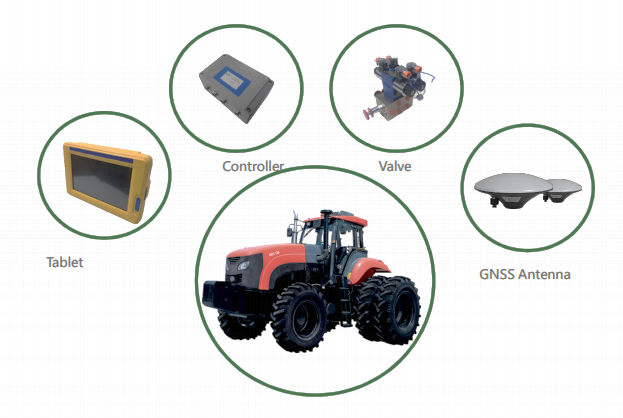 Controller
Valve
Tablet
GNSS Antenna